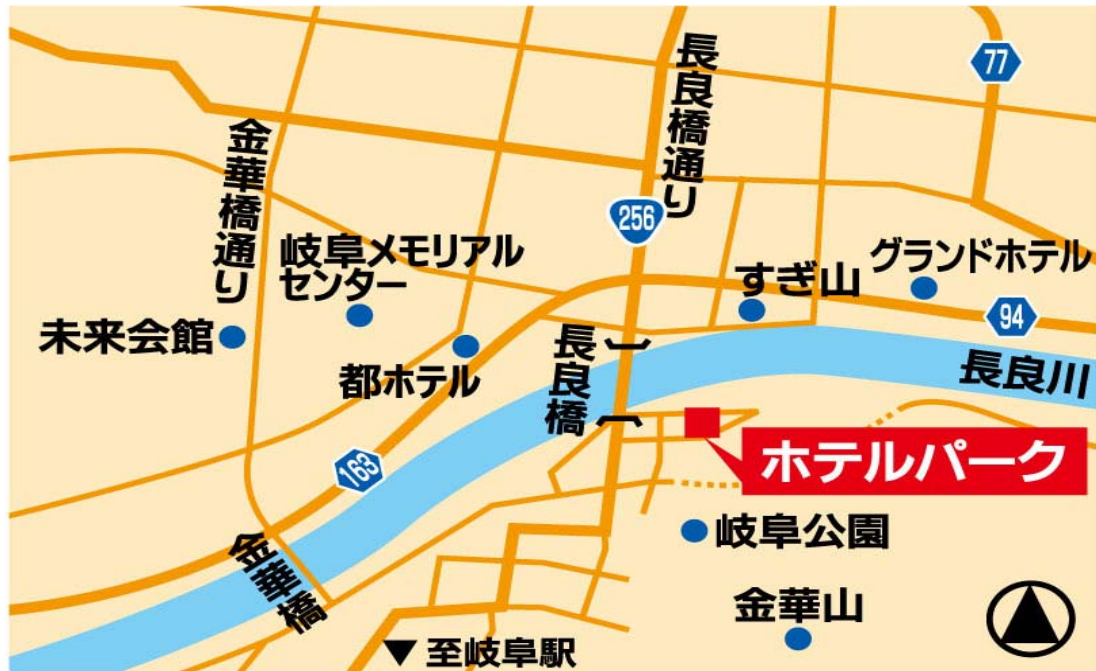 77
長良橋通り
金華橋通り
256
岐阜メモリアル
センター
すぎ山
グランドホテル
未来会館
94
都ホテル
長良橋
長良川
163
ホテルパーク
岐阜公園
金華橋
金華山
▼至岐阜駅